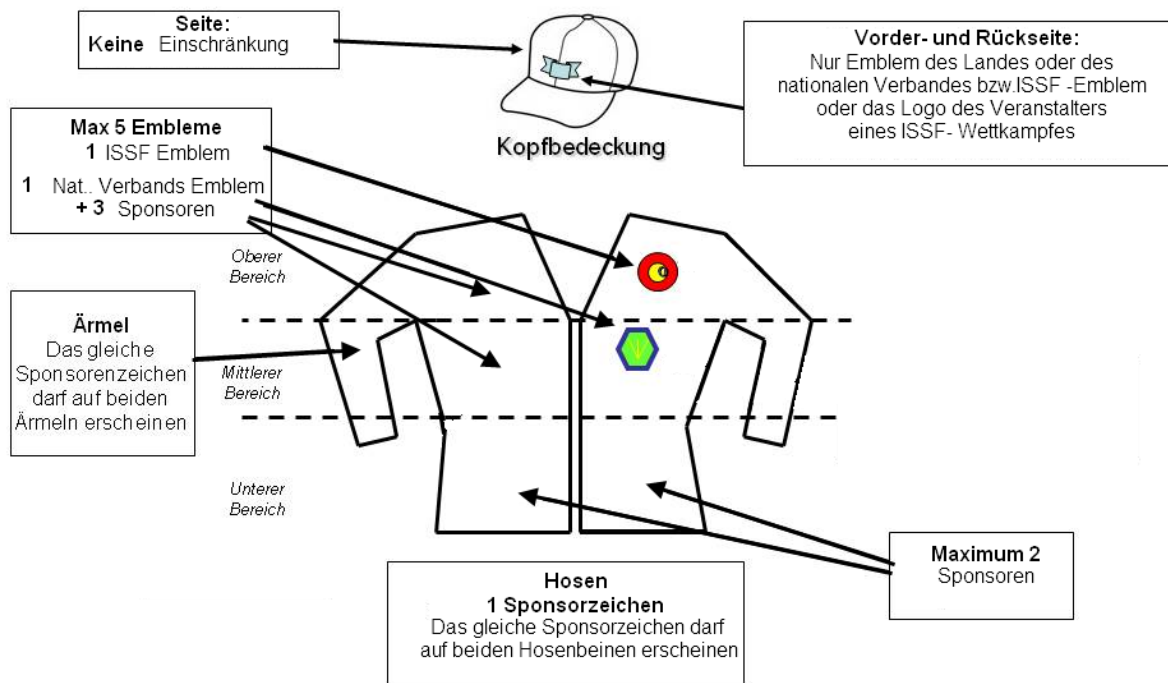 Seite:
Keine Einschränkung
Vorder- und Rückseite:
Nur Emblem des Landes oder des
nationalen Verbandes bzw.ISSF -Emblem
oder das Logo des Veranstalters
eines ISSF- Wettkampfes
Kopfbedeckung
Max 5 Embleme
1 ISSF Emblem
1 Nat.. Verbands Emblem
+ 3 Sponsoren
Oberer
Bereich
Ärmel
Das gleiche
Sponsorenzeichen
darf auf beiden
Ärmeln erscheinen
Mittlerer
Bereich
Unterer
Bereich
Maximum 2
Sponsoren
Hosen
1 Sponsorzeichen
Das gleiche Sponsorzeichen darf
auf beiden Hosenbeinen erscheinen